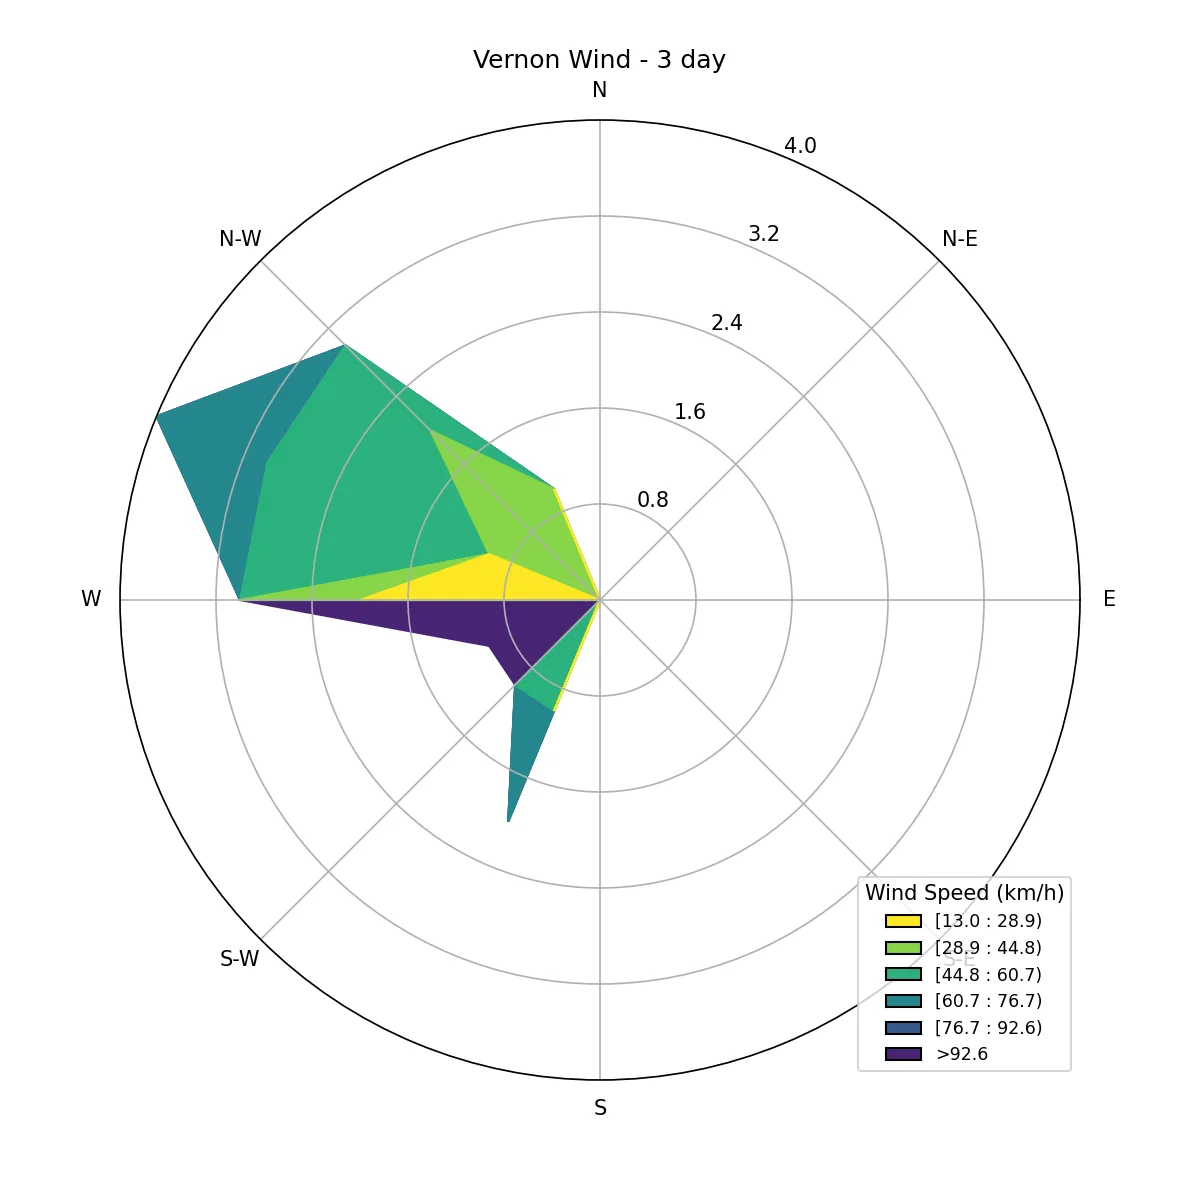 Vernon Wind - 3 day
N
4.0
N-W
N-E
3.2
2.4
1.6
0.8
W
E
S-W
S-E
S
Wind Speed (km/h)
[13.0 : 28.9)
[28.9 : 44.8)
[44.8 : 60.7)
[60.7 : 76.7)
[76.7 : 92.6)
>92.6